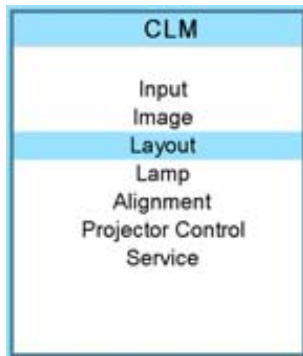 CLM
Input
Image
Layout
Lamp
Alignment
Projector Control
Service